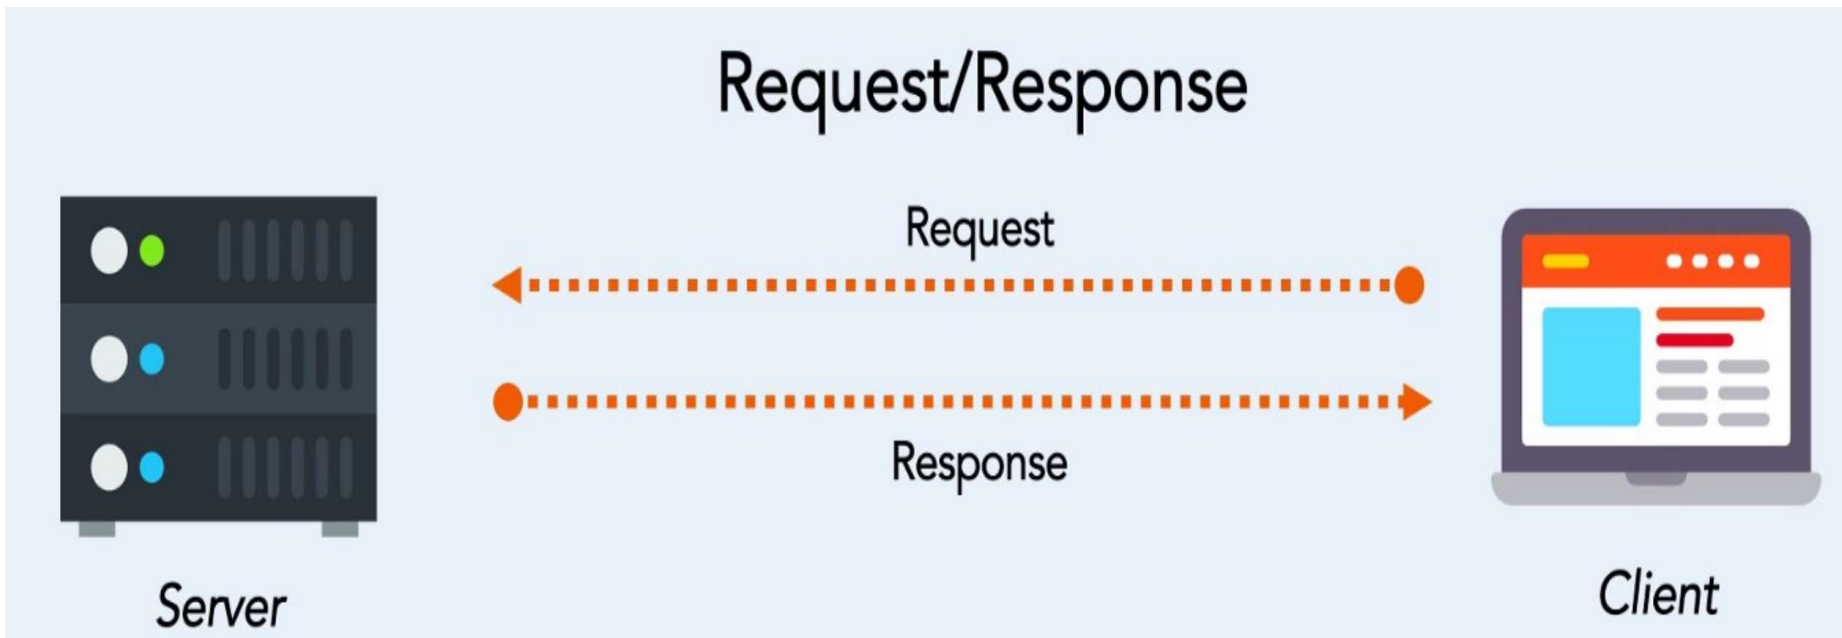 Request/Response
Request
Response
Server
Client